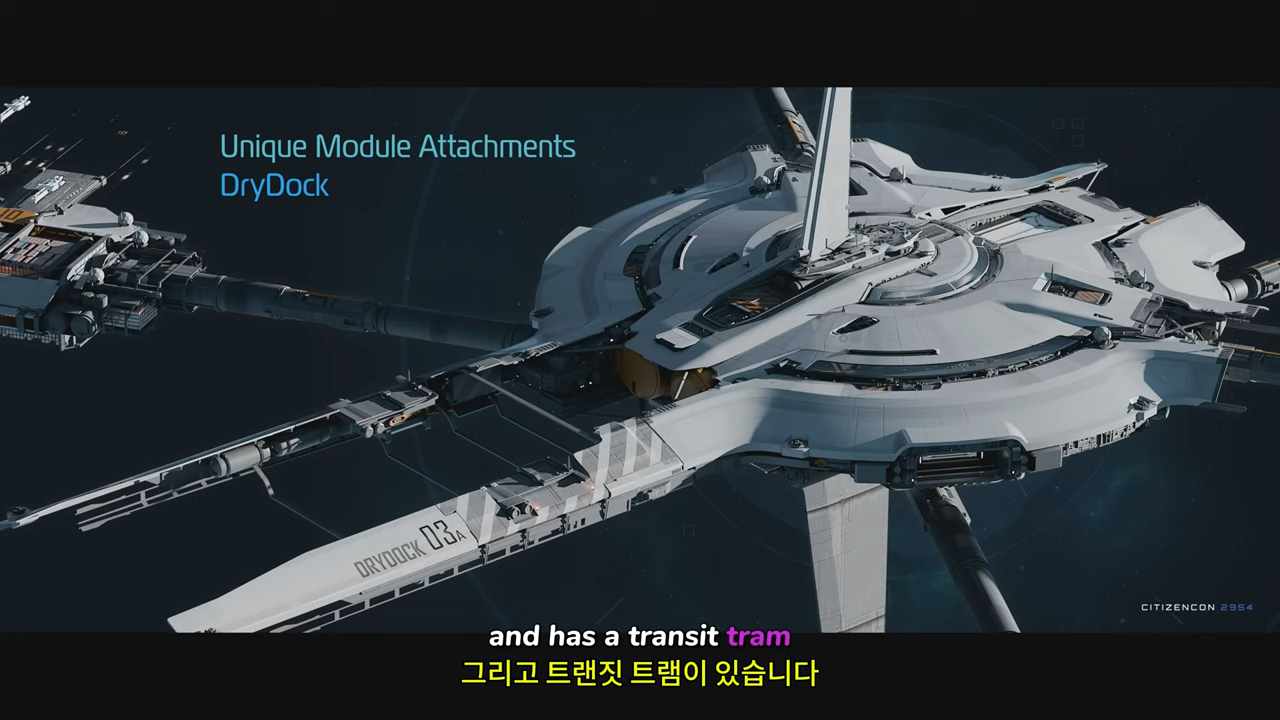 Unique Module Attachments
DryDock
DRYDOCK 03A
CITIZENCON 2954
and has a transit tram
그리고 트랜짓 트램이 있습니다